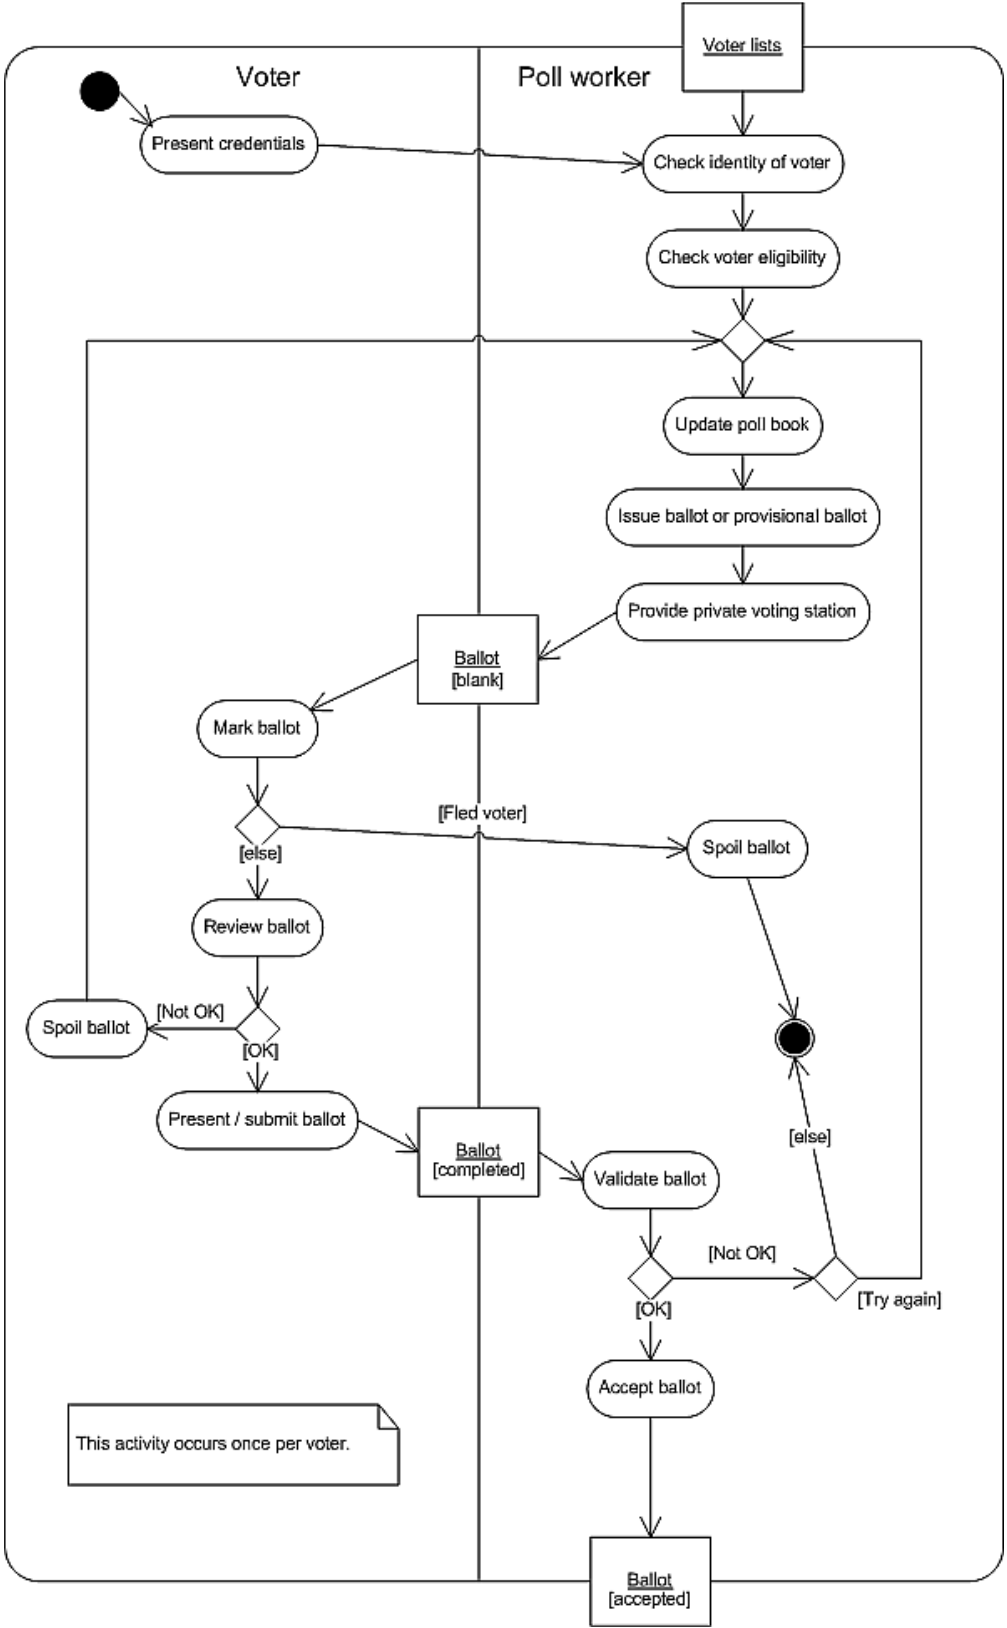 Voter lists
Voter
Poll worker
Present credentials
Check identity of voter
Check voter eligibility
Update poll book
Issue ballot or provisional ballot
Provide private voting station
Ballot
[blank]
Mark ballot
[Fled voter]
Spoil ballot
[else]
Review ballot
[Not OK]
Spoil ballot
[OK]
Present / submit ballot
Ballot
[completed]
[else]
Validate ballot
[Not OK]
[Try again]
[OK]
Accept ballot
This activity occurs once per voter.
Ballot
[accepted]